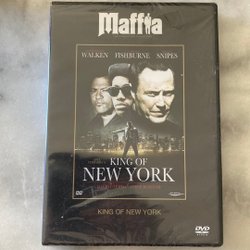 Maffia
WALKEN FISHBURNE SNIPES
KING OF
NEW YORK
KING OF NEW YORK
DVD